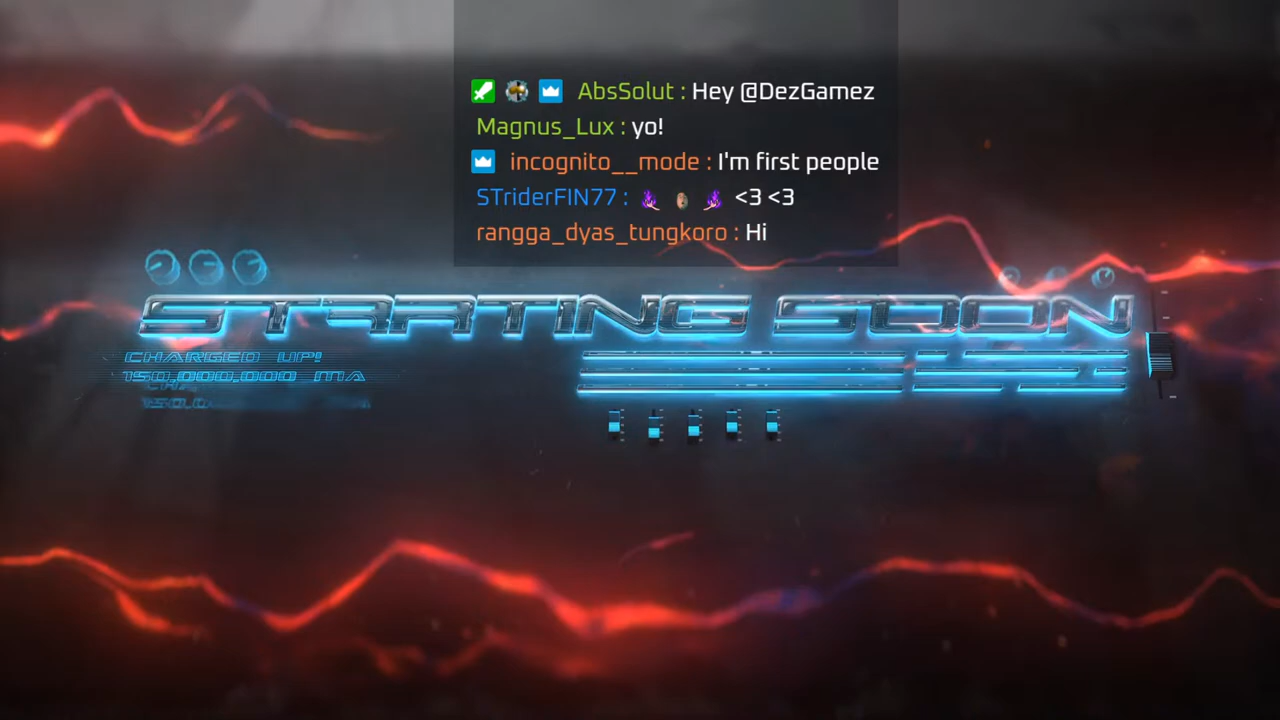 AbsSolut : Hey @DezGamez
Magnus_Lux : yo!
incognito__mode : I'm first people
STriderFIN77 : <3 <3
rangga_dyas_tungkoro : Hi
STARTING SOON
CHARGED UP!
150,000,000 MA